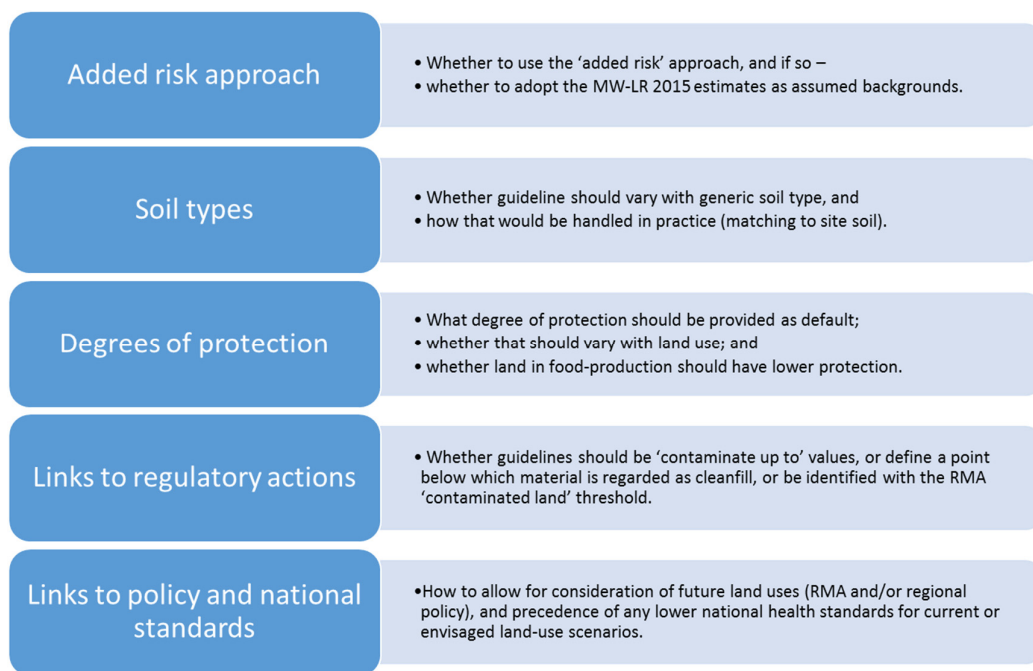 Added risk approach
• Whether to use the ‘added risk’ approach, and if so –
• whether to adopt the MW-LR 2015 estimates as assumed backgrounds.
Soil types
• Whether guideline should vary with generic soil type, and
• how that would be handled in practice (matching to site soil).
Degrees of protection
• What degree of protection should be provided as default;
• whether that should vary with land use; and
• whether land in food-production should have lower protection.
Links to regulatory actions
• Whether guidelines should be ‘contaminate up to’ values, or define a point
below which material is regarded as cleanfill, or be identified with the RMA
‘contaminated land’ threshold.
Links to policy and national
standards
•How to allow for consideration of future land uses (RMA and/or regional
policy), and precedence of any lower national health standards for current or
envisaged land-use scenarios.